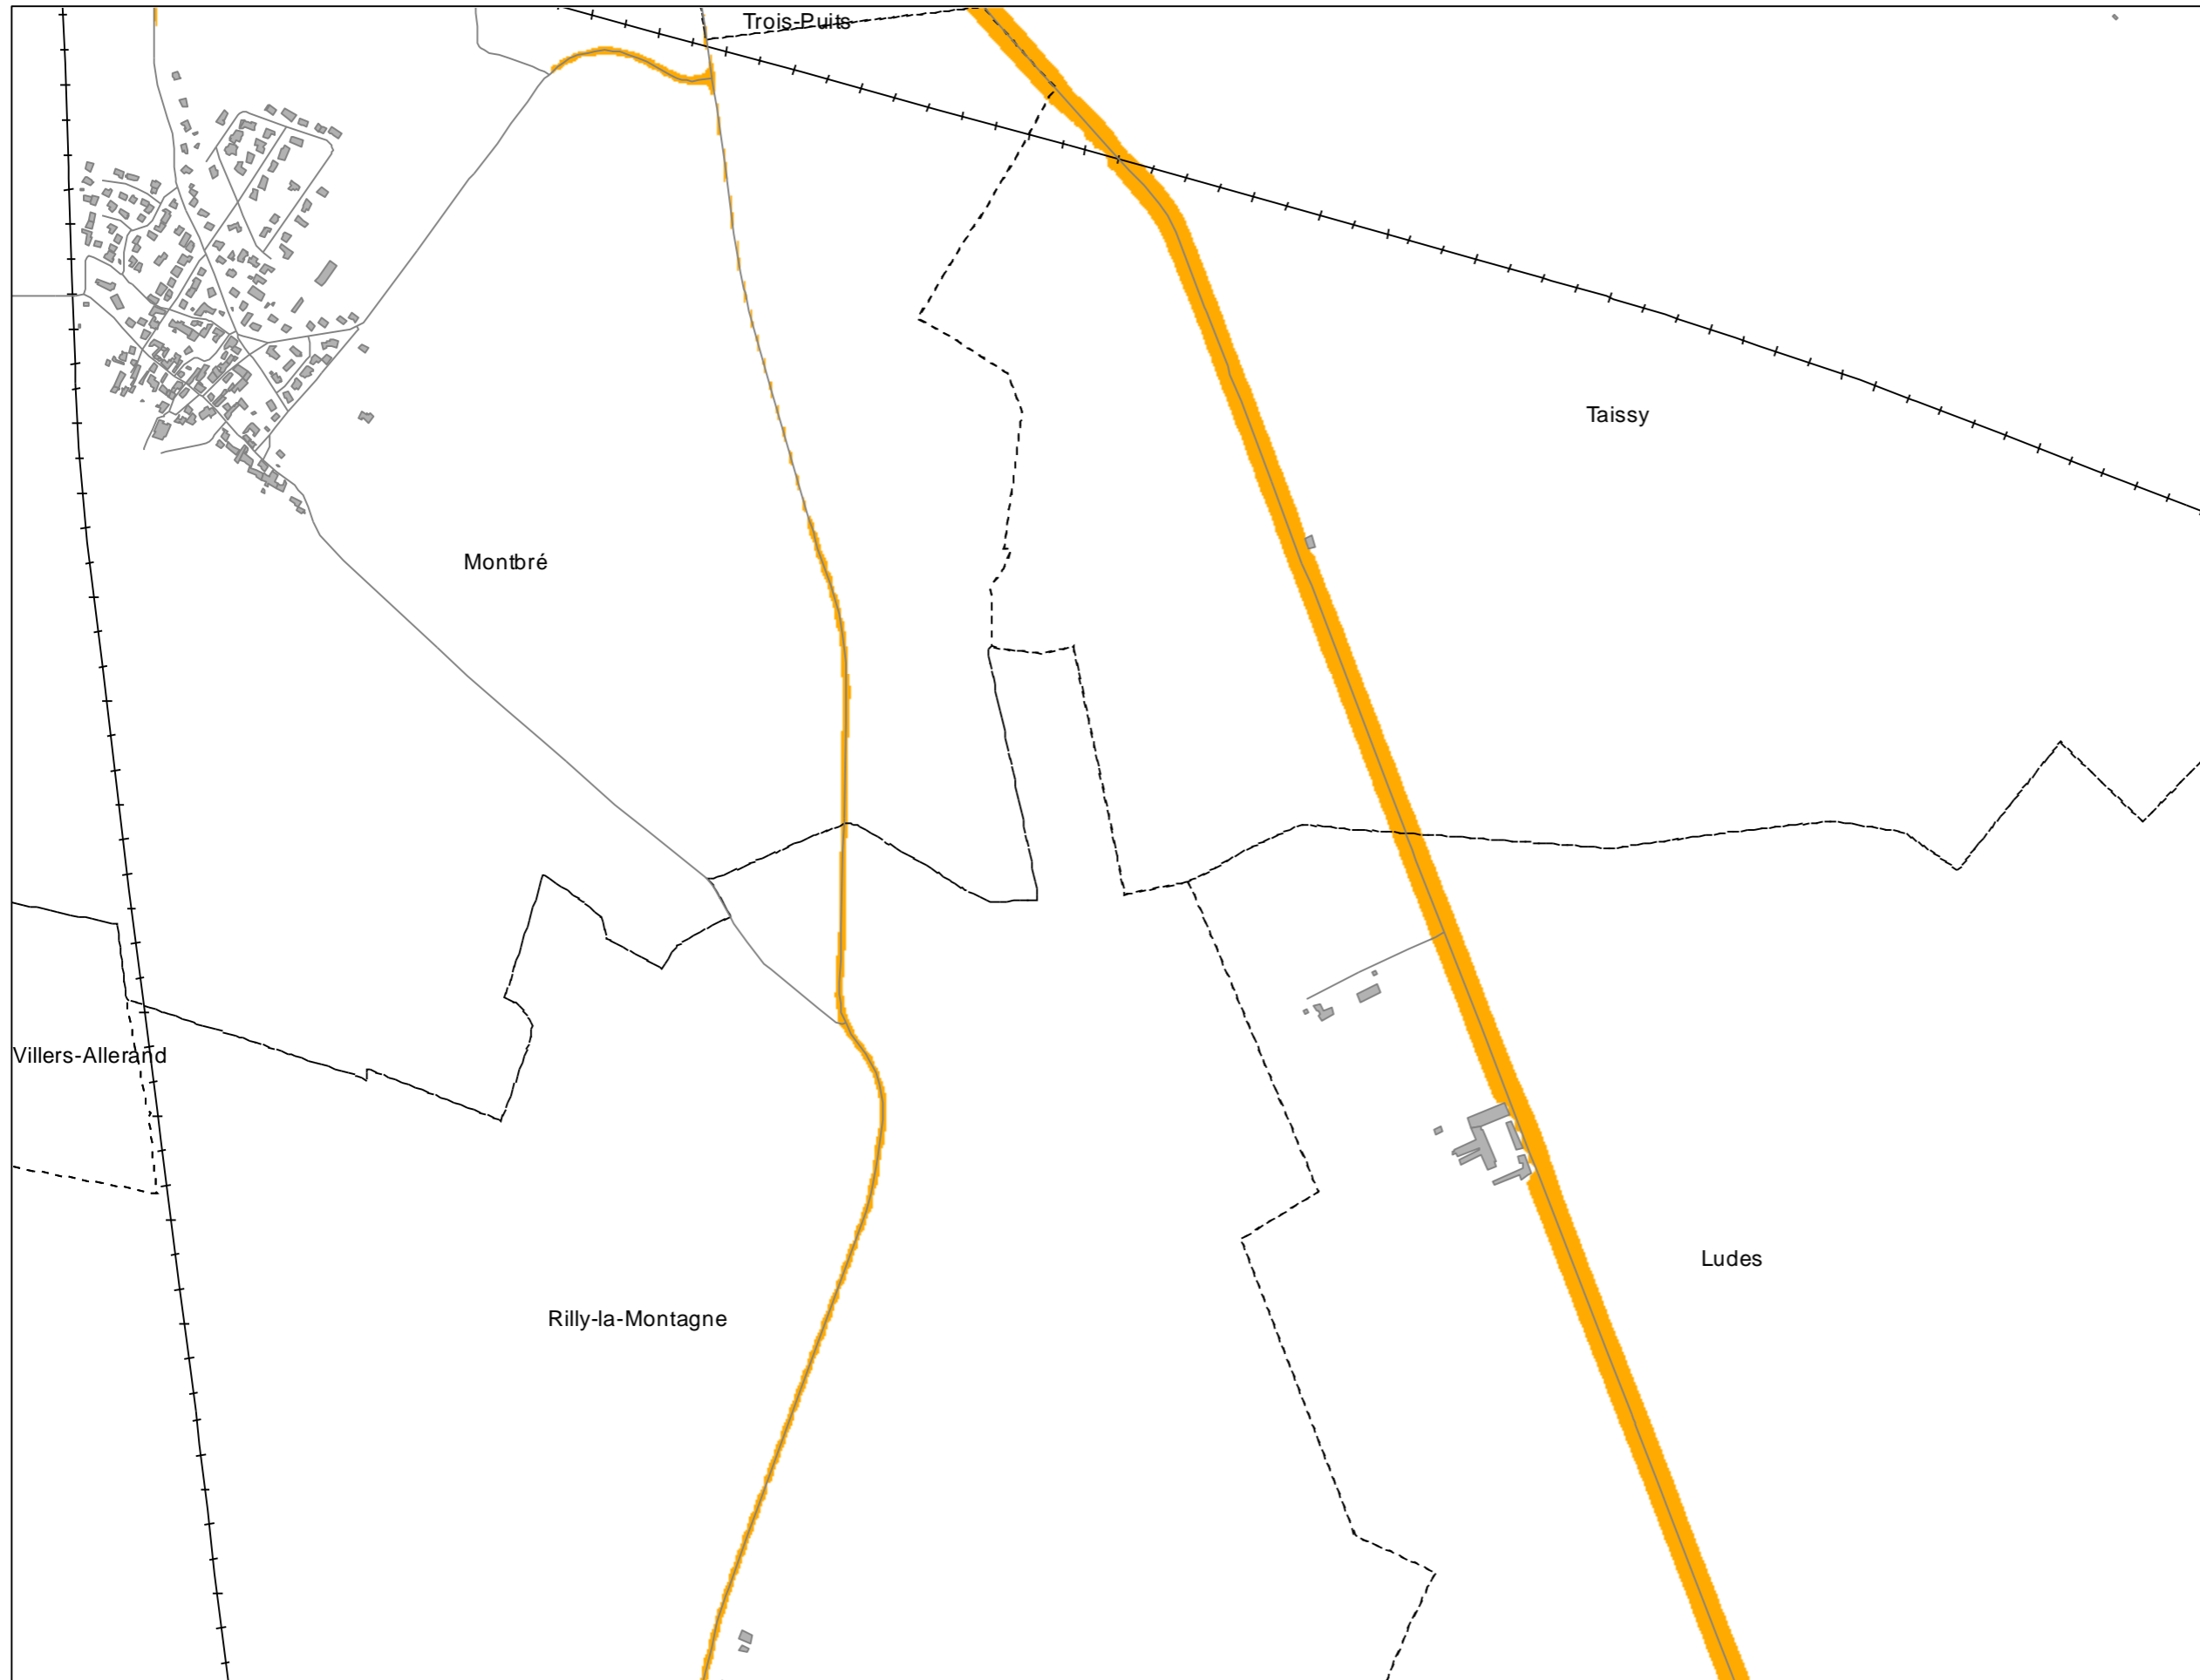 Trois-Puits
Taissy
Montbré
Villers-Allerand
Ludes
Rilly-la-Montagne